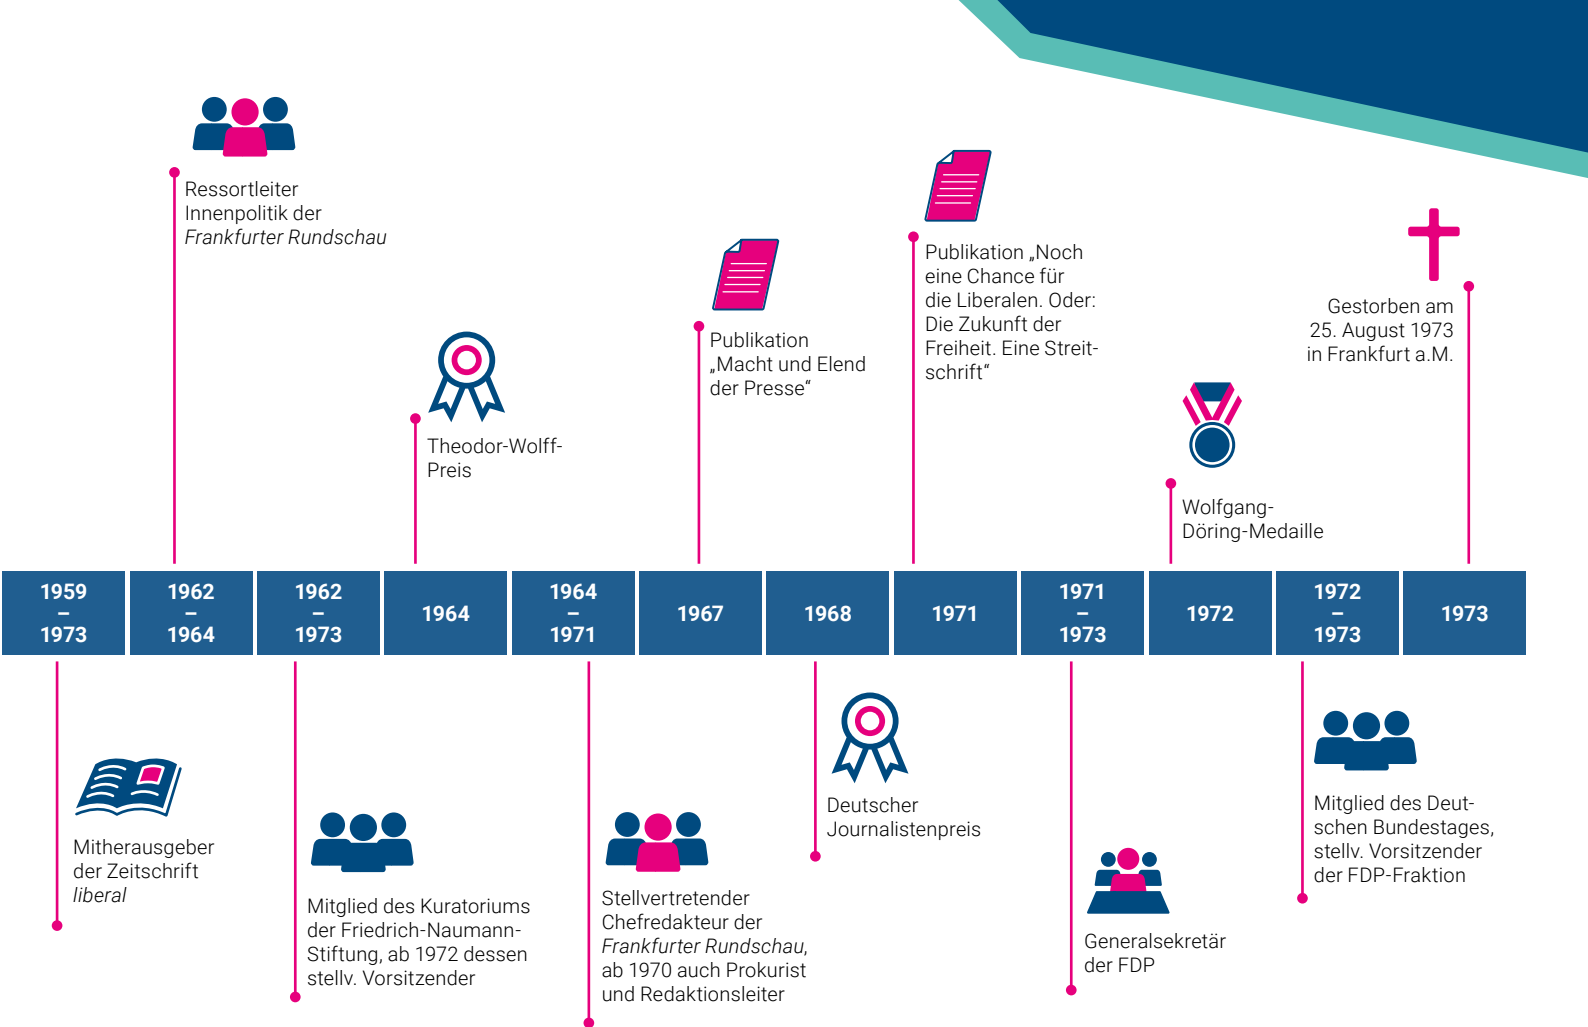 Ressortleiter
Innenpolitik der
Frankfurter Rundschau
Theodor-Wolff-
Preis
Publikation
„Macht und Elend
der Presse“
Publikation „Noch
eine Chance für
die Liberalen. Oder:
Die Zukunft der
Freiheit. Eine Streit-
schrift“
Wolfgang-
Döring-Medaille
Gestorben am
25. August 1973
in Frankfurt a.M.
1959
–
1973
1962
–
1964
1962
–
1973
1964
1964
–
1971
1967
1968
1971
1971
–
1973
1972
1972
–
1973
1973
Mitherausgeber
der Zeitschrift
liberal
Mitglied des Kuratoriums
der Friedrich-Naumann-
Stiftung, ab 1972 dessen
stellv. Vorsitzender
Stellvertretender
Chefredakteur der
Frankfurter Rundschau,
ab 1970 auch Prokurist
und Redaktionsleiter
Deutscher
Journalistenpreis
Generalsekretär
der FDP
Mitglied des Deut-
schen Bundestages,
stellv. Vorsitzender
der FDP-Fraktion